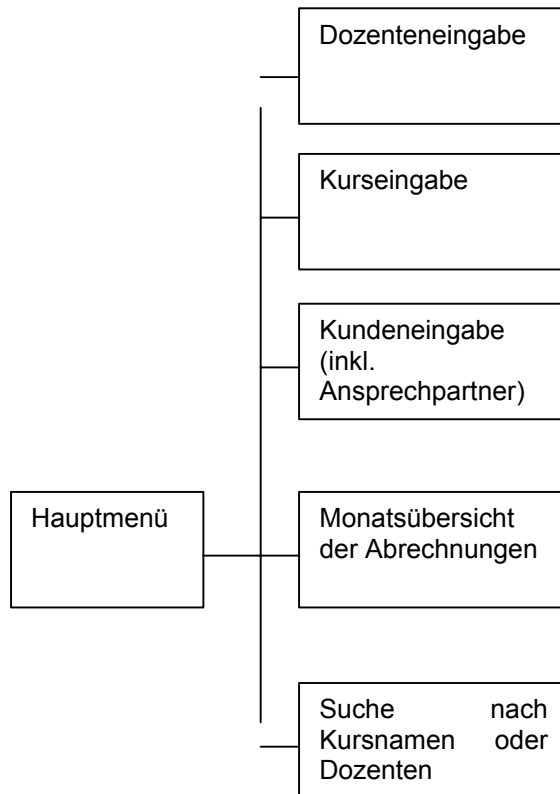 Dozenteneingabe
Kurseingabe
Kundeneingabe
(inkl.
Ansprechpartner)
Hauptmenü
Monatsübersicht
der Abrechnungen
Suche nach
Kursnamen oder
Dozenten